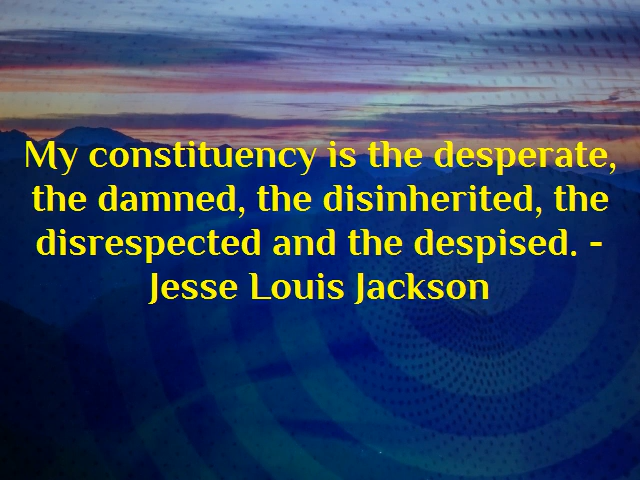 My constituency is the desperate,
the damned, the disinherited, the
disrespected and the despised. -
Jesse Louis Jackson